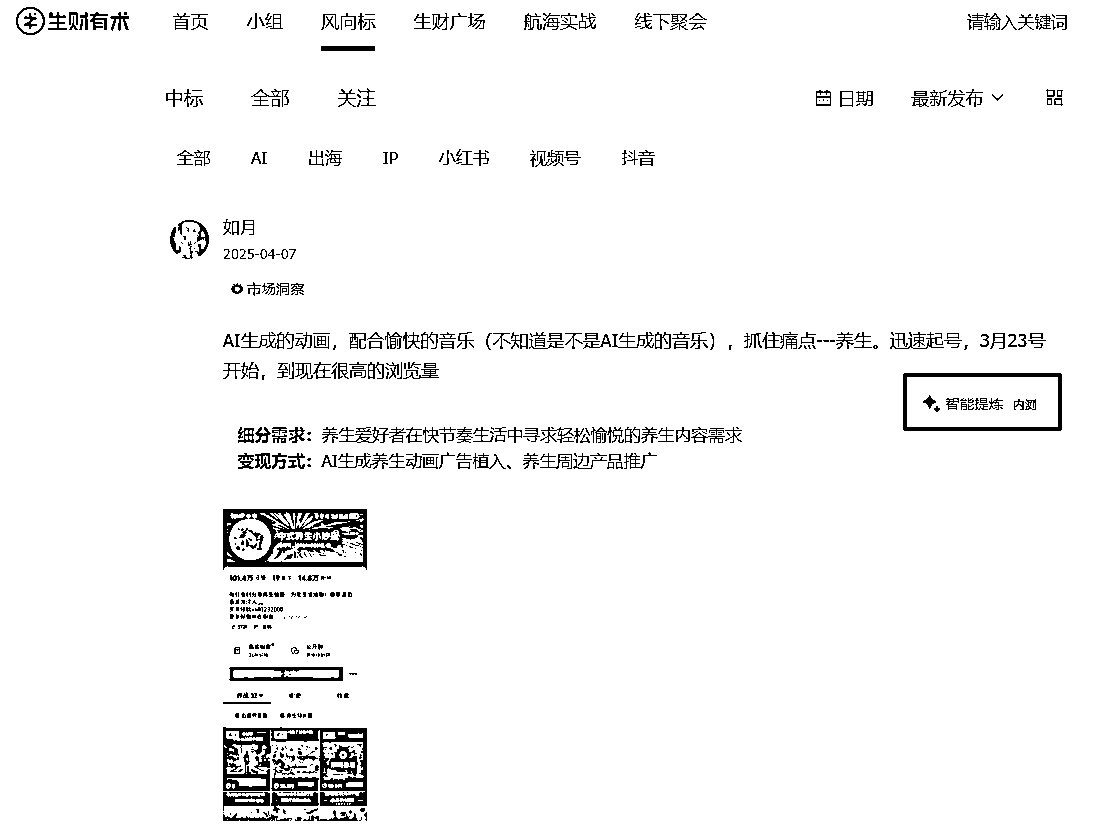 生财有术 首页 小组 风向标 生财广场 航海实战 线下聚会 请输入关键词
中标 全部 关注 日期 最新发布
全部 AI 出海 IP 小红书 视频号 抖音
如月
2025-04-07
市场洞察
AI生成的动画，配合愉快的音乐（不知道是不是AI生成的音乐），抓住痛点---养生。迅速起号，3月23号
开始，到现在很高的浏览量
智能提炼 内测
细分需求：养生爱好者在快节奏生活中寻求轻松愉悦的养生内容需求
变现方式：AI生成养生动画广告植入、养生周边产品推广